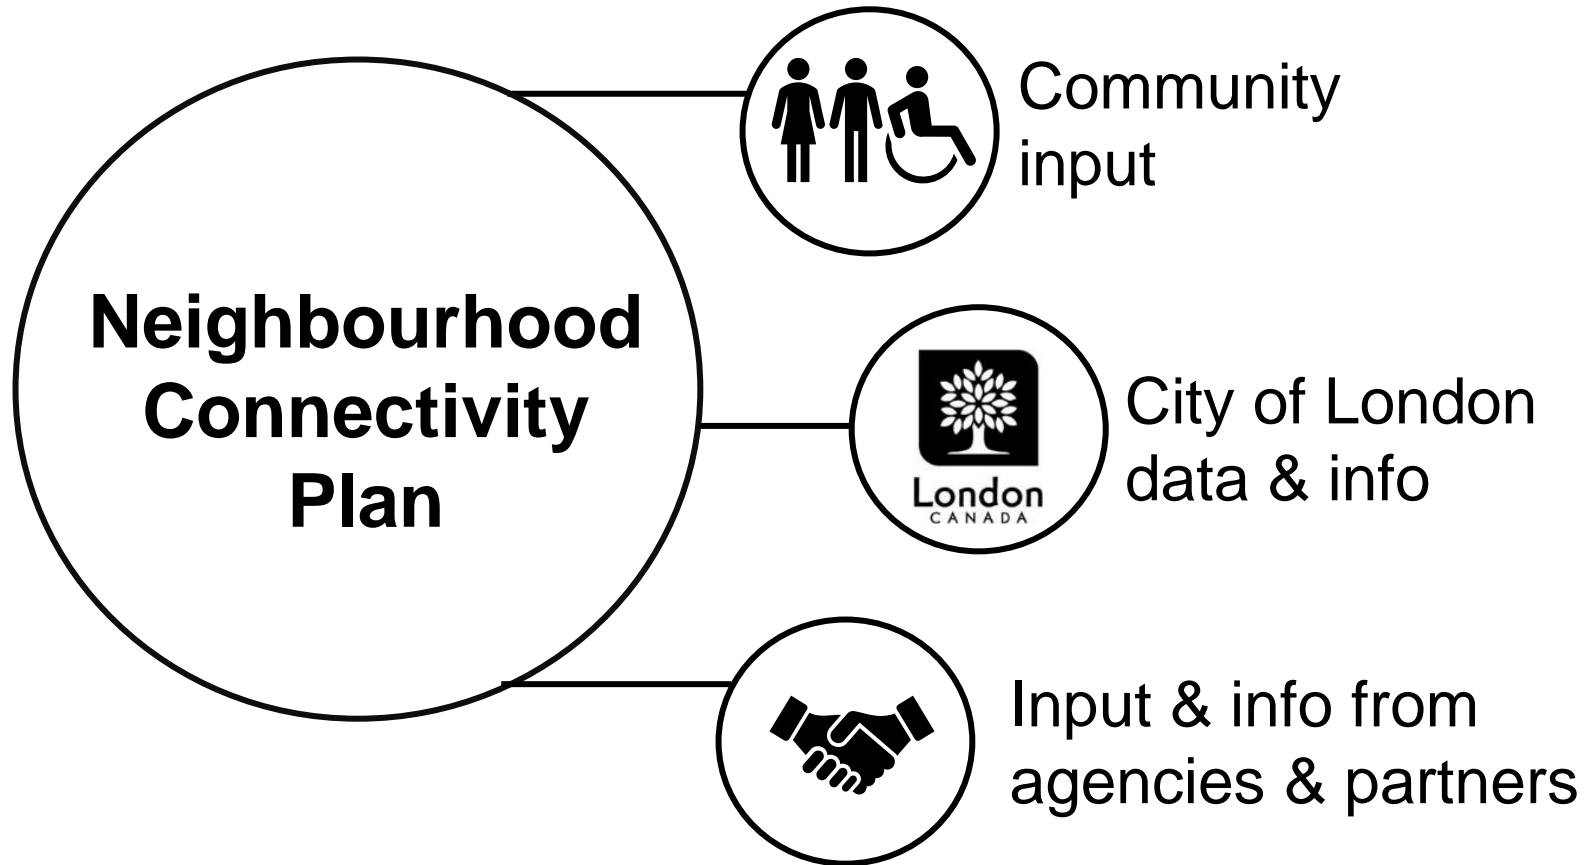 Community
input
Neighbourhood
Connectivity
Plan
City of London
data & info
London
CANADA
Input & info from
agencies & partners